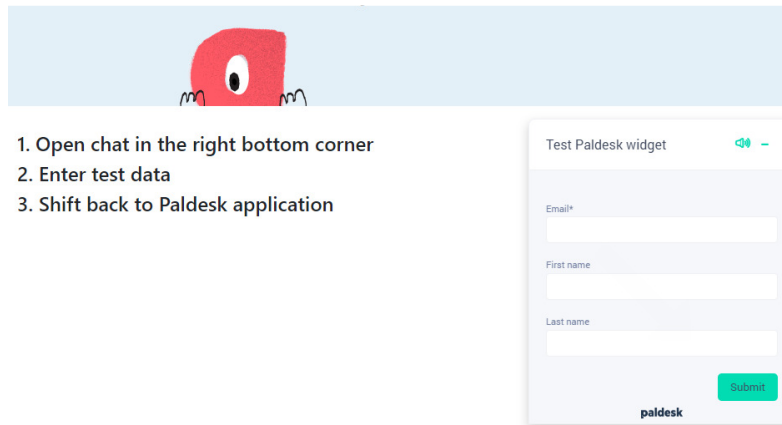 1. Open chat in the right bottom corner
2. Enter test data
3. Shift back to Paldesk application
Test Paldesk widget
Email*
First name
Last name
Submit
paldesk